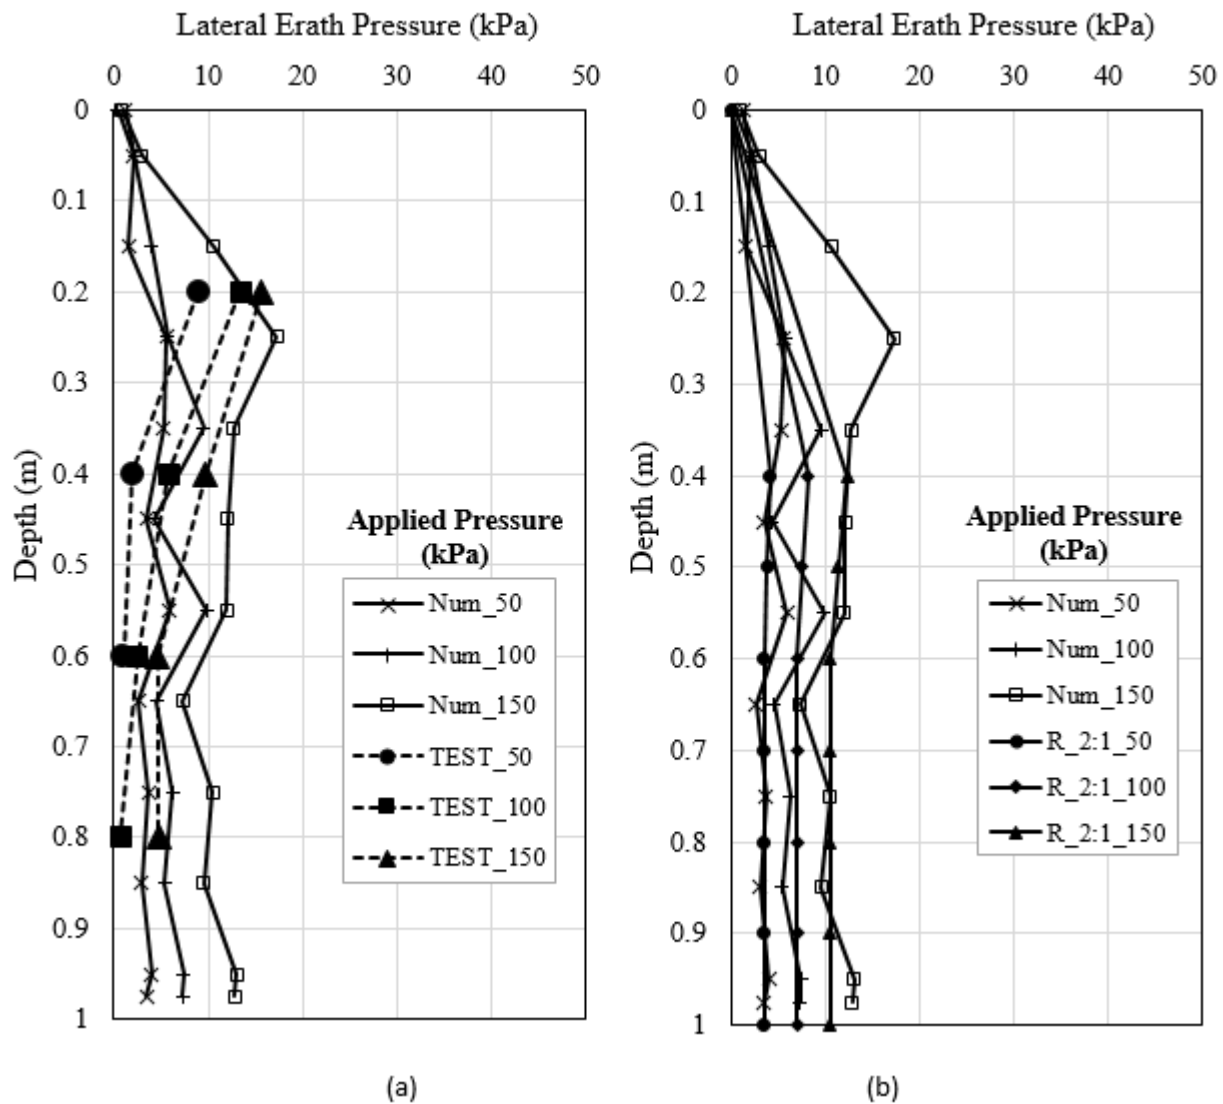 Lateral Erath Pressure (kPa)
0 10 20 30 40 50
0
0.1
0.2
0.3
0.4
0.5
0.6
0.7
0.8
0.9
1
Depth (m)
Applied Pressure
(kPa)
Num_50
Num_100
Num_150
TEST_50
TEST_100
TEST_150
(a)
Lateral Erath Pressure (kPa)
0 10 20 30 40 50
0
0.1
0.2
0.3
0.4
0.5
0.6
0.7
0.8
0.9
1
Depth (m)
Applied Pressure
(kPa)
Num_50
Num_100
Num_150
R_2:1_50
R_2:1_100
R_2:1_150
(b)